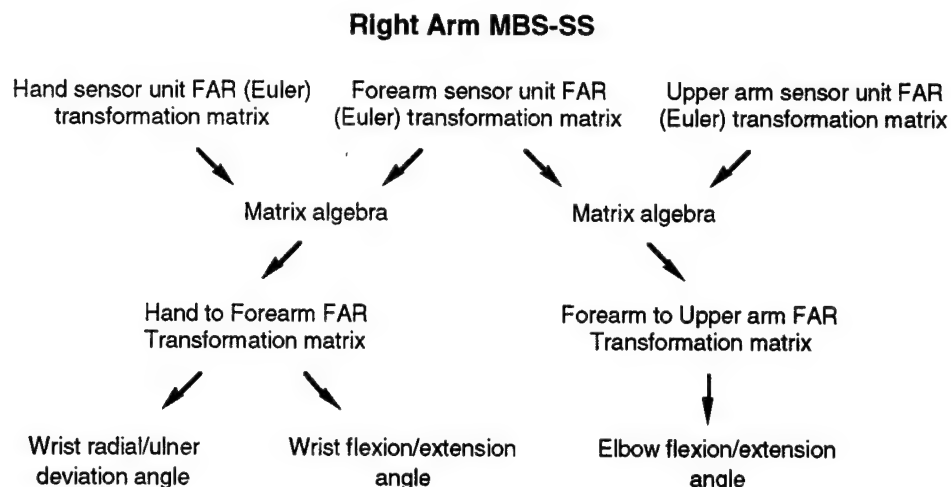 Right Arm MBS-SS
Hand sensor unit FAR (Euler)
transformation matrix
Forearm sensor unit FAR
(Euler) transformation matrix
Upper arm sensor unit FAR
(Euler) transformation matrix
Matrix algebra
Matrix algebra
Hand to Forearm FAR
Transformation matrix
Forearm to Upper arm FAR
Transformation matrix
Wrist radial/ulner
deviation angle
Wrist flexion/extension
angle
Elbow flexion/extension
angle